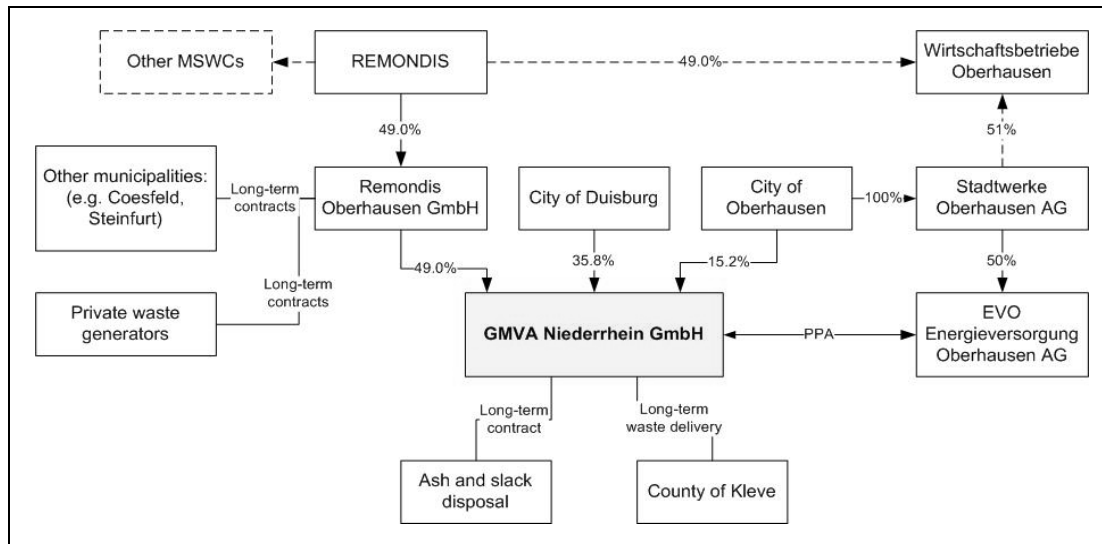 Other MSWCs
REMONDIS
49.0%
Wirtschaftsbetriebe
Oberhausen
49.0%
51%
Other municipalities:
(e.g. Coesfeld,
Steinfurt)
Long-term
contracts
Remondis
Oberhausen GmbH
City of Duisburg
City of
Oberhausen
100%
Stadtwerke
Oberhausen AG
49.0%
35.8%
15.2%
50%
Long-term
contracts
Private waste
generators
GMVA Niederrhein GmbH
PPA
EVO
Energieversorgung
Oberhausen AG
Long-term
contract
Long-term
waste delivery
Ash and slack
disposal
County of Kleve